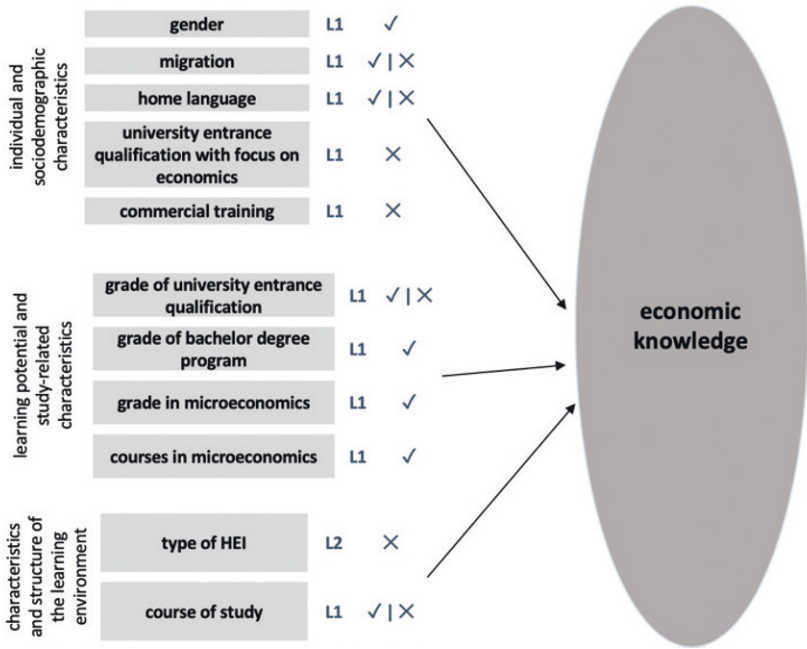 individual and
sociodemographic
characteristics
gender L1 ✓
migration L1 ✓ | ✕
home language L1 ✓ | ✕
university entrance
qualification with focus on
economics L1 ✕
commercial training L1 ✕
learning potential and
study-related
characteristics
grade of university entrance
qualification L1 ✓ | ✕
grade of bachelor degree
program L1 ✓
grade in microeconomics L1 ✓
courses in microeconomics L1 ✓
characteristics
and structure of
the learning
environment
type of HEI L2 ✕
course of study L1 ✓ | ✕
economic
knowledge